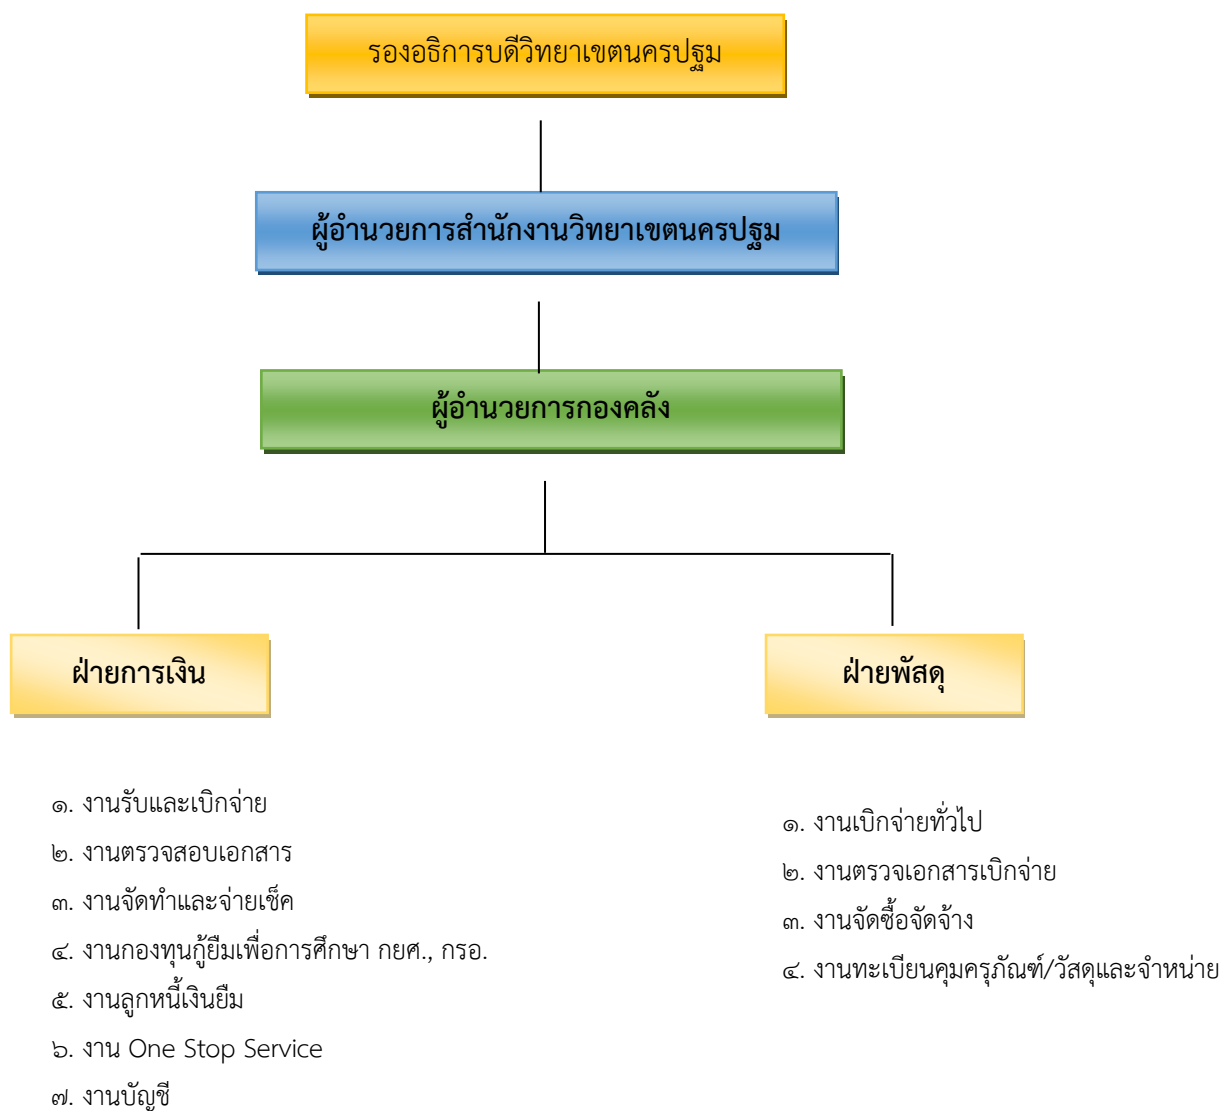 รองอธิการบดีวิทยาเขตนครปฐม
ผู้อำนวยการสำนักงานวิทยาเขตนครปฐม
ผู้อำนวยการกองคลัง
ฝ่ายการเงิน
๑. งานรับและเบิกจ่าย
๒. งานตรวจสอบเอกสาร
๓. งานจัดทำและจ่ายเช็ค
๔. งานกองทุนกู้ยืมเพื่อการศึกษา กยศ., กรอ.
๕. งานลูกหนี้เงินยืม
๖. งาน One Stop Service
๗. งานบัญชี
ฝ่ายพัสดุ
๑. งานเบิกจ่ายทั่วไป
๒. งานตรวจเอกสารเบิกจ่าย
๓. งานจัดซื้อจัดจ้าง
๔. งานทะเบียนคุมครุภัณฑ์/วัสดุและจำหน่าย